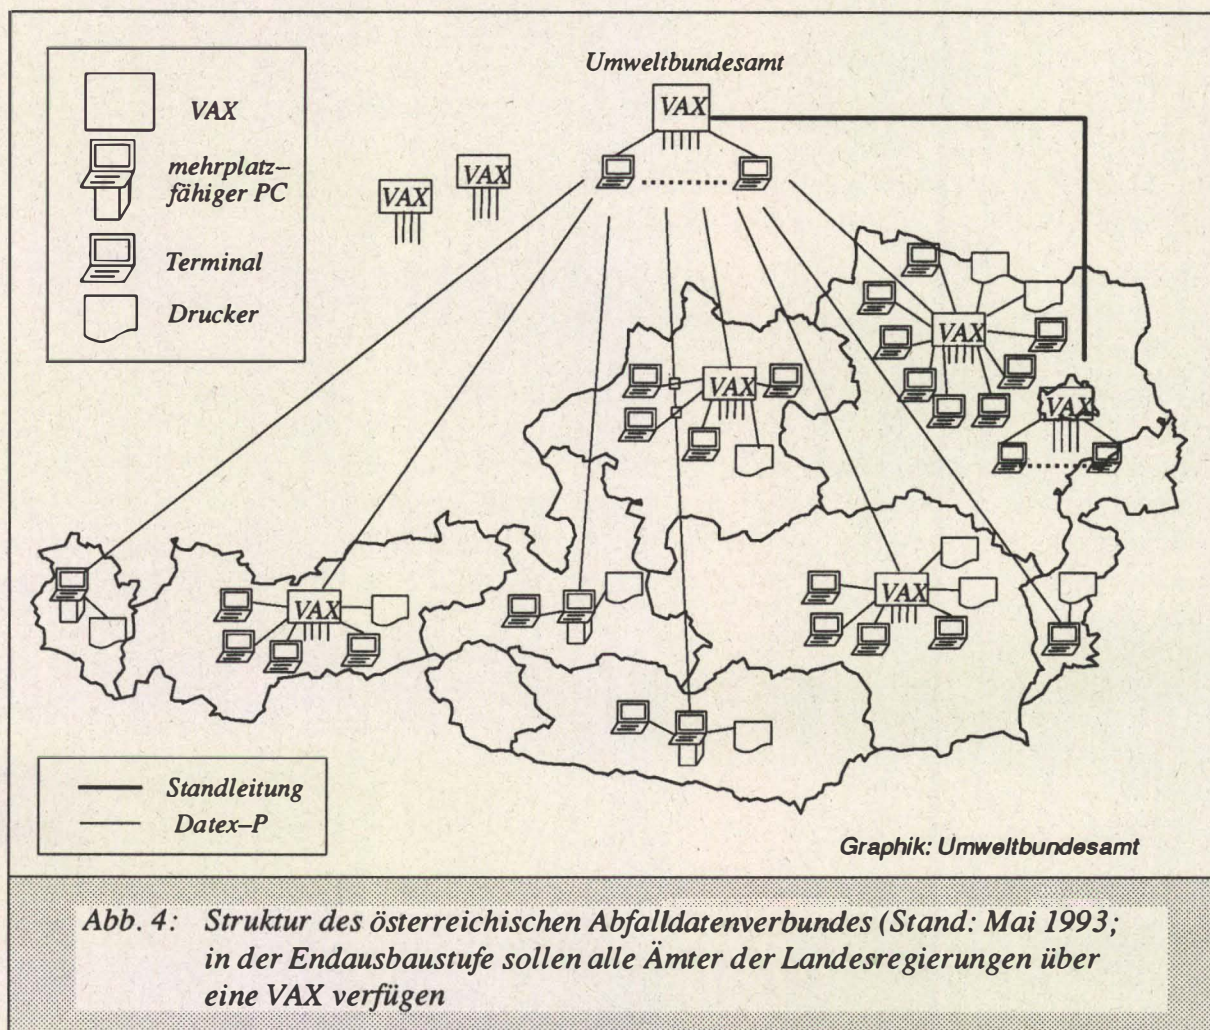 Umweltbundesamt
VAX
mehrplatz–
fähiger PC
Terminal
Drucker
VAX
VAX
VAX
VAX
VAX
VAX
VAX
VAX
Standleitung
Datex–P
Graphik: Umweltbundesamt
Abb. 4: Struktur des österreichischen Abfalldatenverbundes (Stand: Mai 1993;
in der Endausbaustufe sollen alle Ämter der Landesregierungen über
eine VAX verfügen